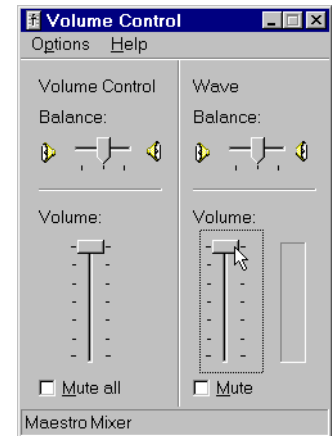 Volume Control
Options Help
Volume Control
Balance:
Volume:
Mute all
Wave
Balance:
Volume:
Mute
Maestro Mixer